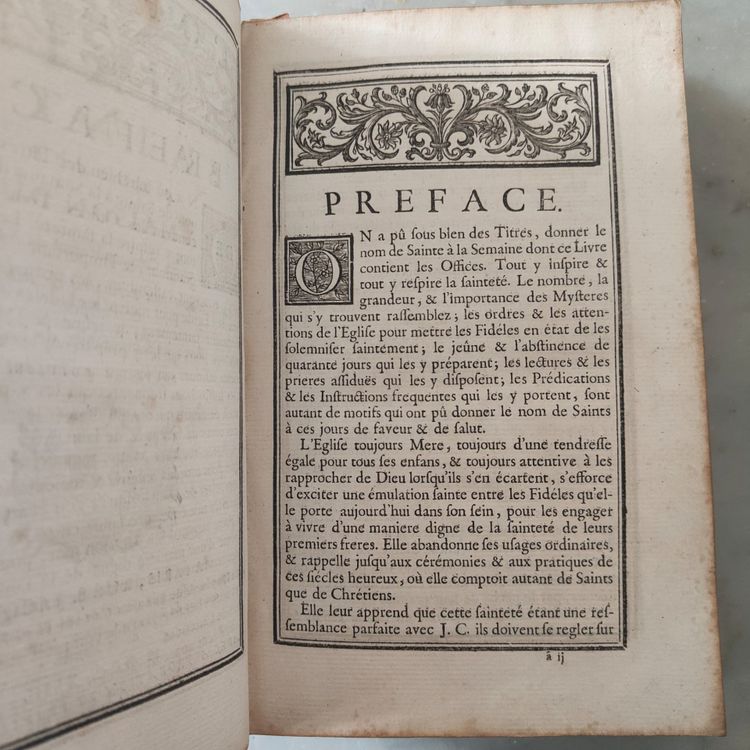 PREFACE.
ON a pû sous bien des Titres, donner le
nom de Sainte à la Semaine dont ce Livre
contient les Offices. Tout y inspire &
tout y respire la sainteté. Le nombre, la
grandeur, & l'importance des Mysteres
qui s'y trouvent rassemblez; les ordres & les atten-
tions de l'Eglise pour mettre les Fidéles en état de les
solemniser saintement; le jeûne & l'abstinence de
quarante jours qui les y préparent; les lectures & les
prieres assiduës qui les y disposent; les Prédications
& les Instructions frequentes qui les y portent, sont
autant de motifs qui ont pû donner le nom de Saints
à ces jours de faveur & de salut.
L'Eglise toujours Mere, toujours d'une tendresse
égale pour tous ses enfans, & toujours attentive à les
rapprocher de Dieu lorsqu'ils s'en écartent, s'efforce
d'exciter une émulation sainte entre les Fidéles qu'el-
le porte aujourd'hui dans son sein, pour les engager
à vivre d'une maniere digne de la sainteté de leurs
premiers freres. Elle abandonne ses usages ordinaires,
& rappelle jusqu'aux cérémonies & aux pratiques de
ces siécles heureux, où elle comptoit autant de Saints
que de Chrétiens.
Elle leur apprend que cette sainteté étant une res-
semblance parfaite avec J. C. ils doivent se regler sur
â ij